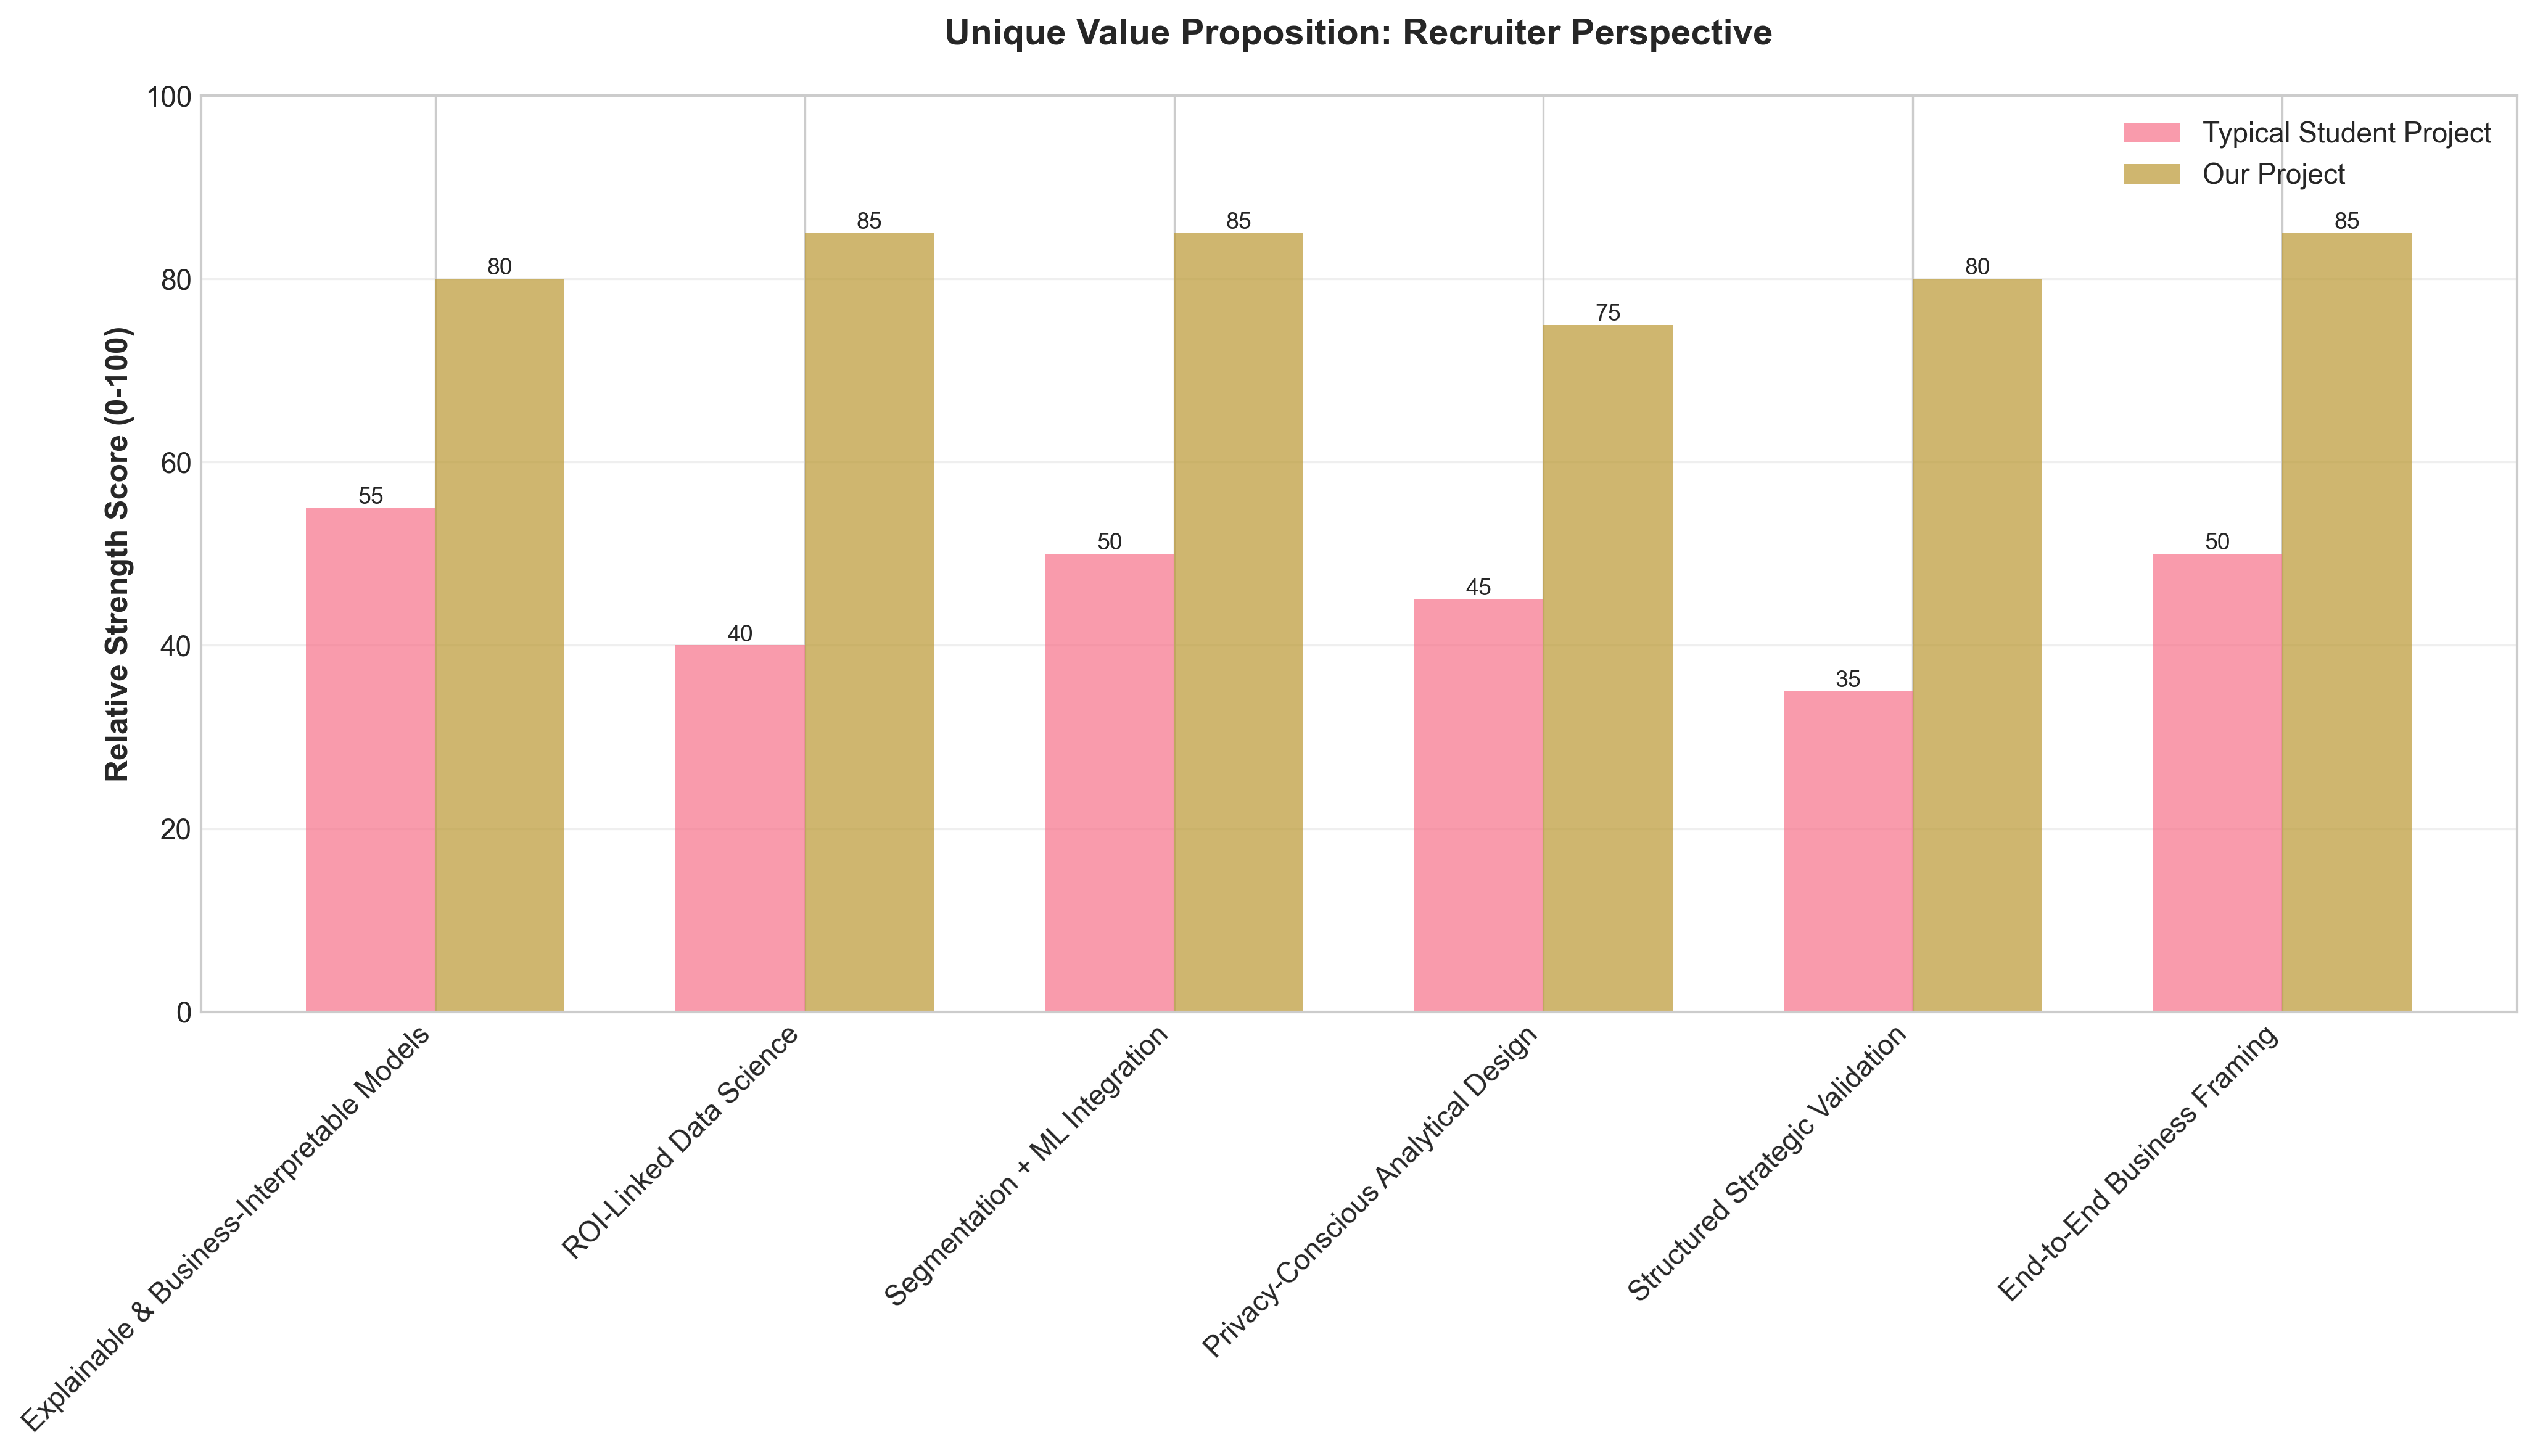 Unique Value Proposition: Recruiter Perspective
Relative Strength Score (0-100)
100
80
60
40
20
0
Typical Student Project
Our Project
55
80
40
85
50
85
45
75
35
80
50
85
Explainable & Business-Interpretable Models
ROI-Linked Data Science
Segmentation + ML Integration
Privacy-Conscious Analytical Design
Structured Strategic Validation
End-to-End Business Framing